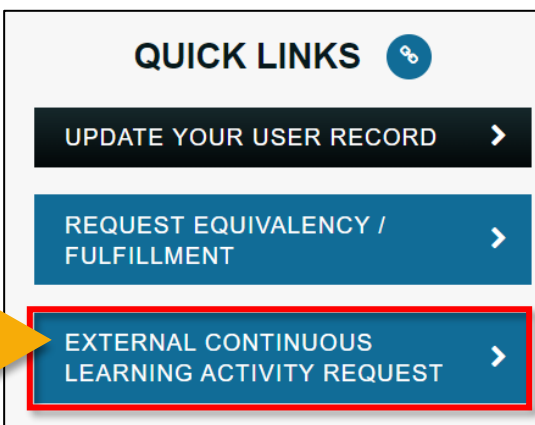 QUICK LINKS
UPDATE YOUR USER RECORD
REQUEST EQUIVALENCY /
FULFILLMENT
EXTERNAL CONTINUOUS
LEARNING ACTIVITY REQUEST